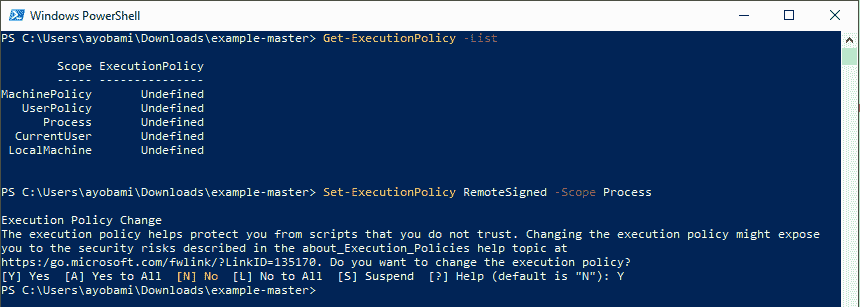 Windows PowerShell
PS C:\Users\ayobami\Downloads\example-master> Get-ExecutionPolicy -List
Scope ExecutionPolicy
----- ---------------
MachinePolicy Undefined
UserPolicy Undefined
Process Undefined
CurrentUser Undefined
LocalMachine Undefined
PS C:\Users\ayobami\Downloads\example-master> Set-ExecutionPolicy RemoteSigned -Scope Process
Execution Policy Change
The execution policy helps protect you from scripts that you do not trust. Changing the execution policy might expose
you to the security risks described in the about_Execution_Policies help topic at
https:/go.microsoft.com/fwlink/?LinkID=135170. Do you want to change the execution policy?
[Y] Yes  [A] Yes to All  [N] No  [L] No to All  [S] Suspend  [?] Help (default is "N"): Y
PS C:\Users\ayobami\Downloads\example-master>